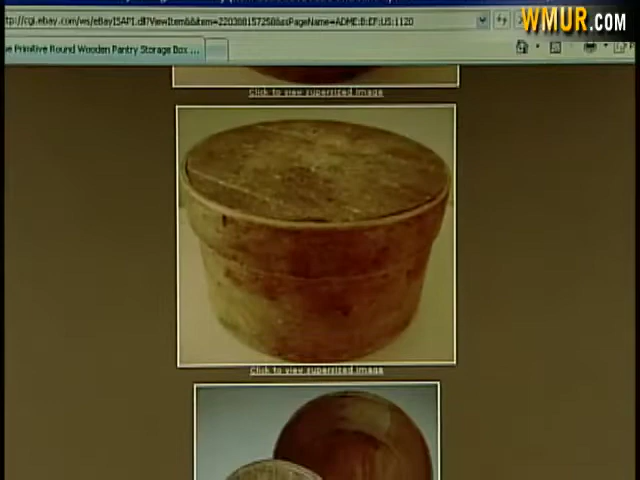 WMUR.COM
tp://cgi.ebay.com/ws/eBayISAPI.dll?ViewItem&item=220388157258&ssPageName=ADME:B:EF:US:1120
e Primitive Round Wooden Pantry Storage Box ...
Click to view supersized image
Click to view supersized image